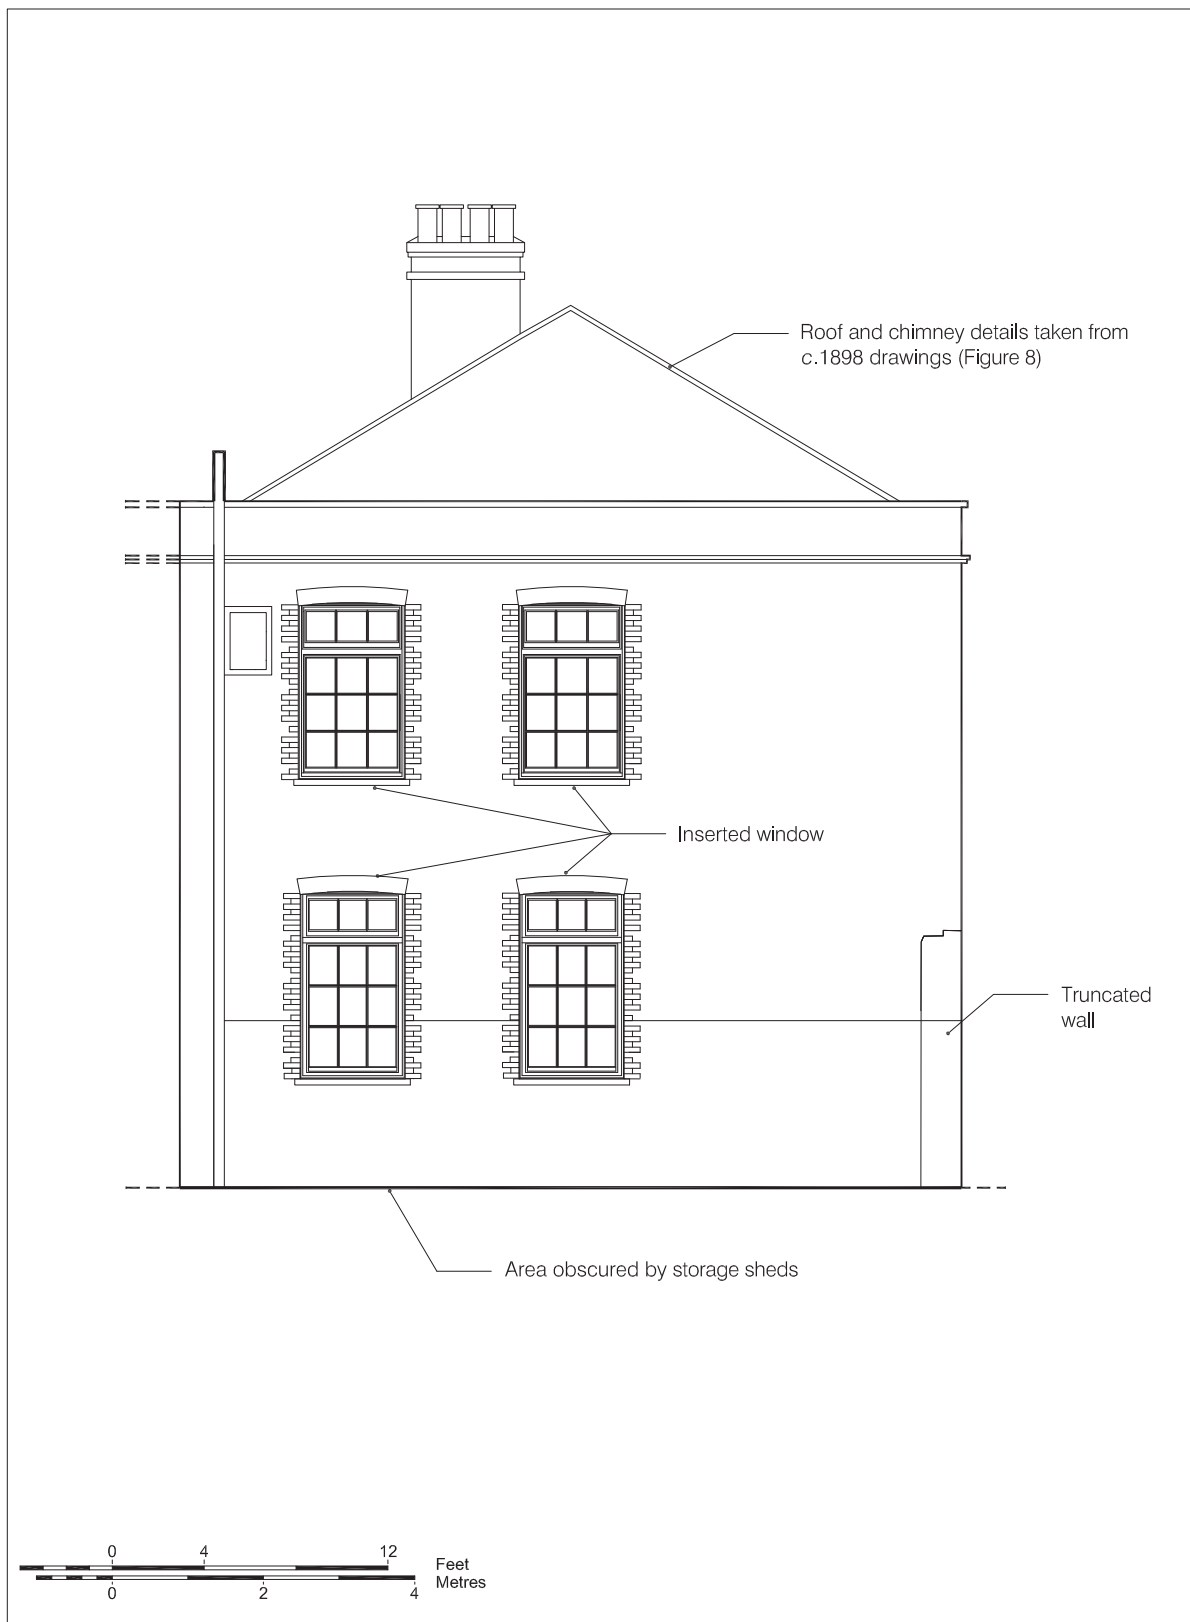 Roof and chimney details taken from
c.1898 drawings (Figure 8)
Inserted window
Truncated
wall
Area obscured by storage sheds
0 4 12
Feet
Metres
0 2 4